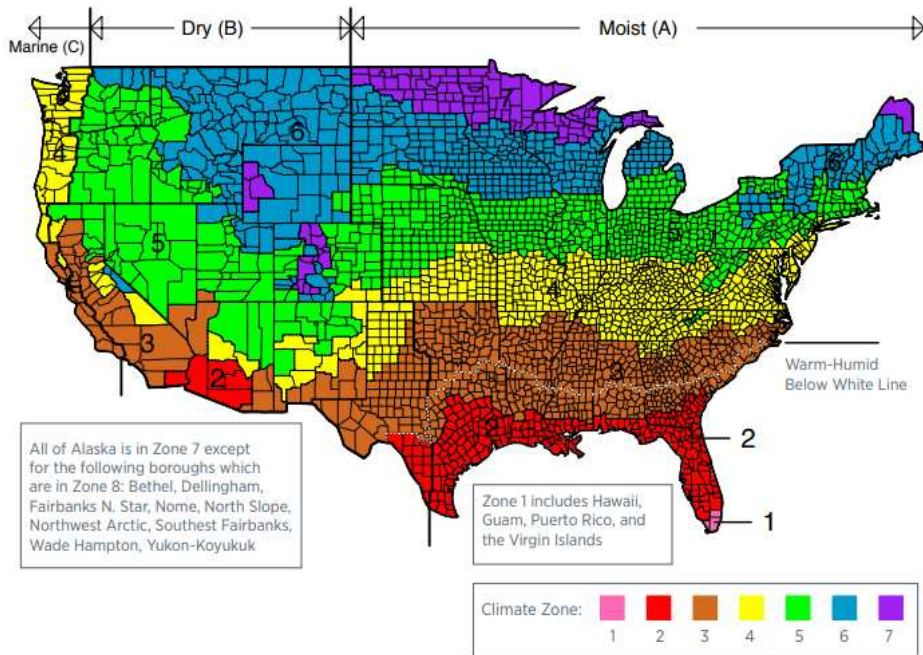 Marine (C)
Dry (B)
Moist (A)
6
4
6
5
5
4
3
3
2
2
Warm-Humid
Below White Line
2
1
All of Alaska is in Zone 7 except
for the following boroughs which
are in Zone 8: Bethel, Dellingham,
Fairbanks N. Star, Nome, North Slope,
Northwest Arctic, Southest Fairbanks,
Wade Hampton, Yukon-Koyukuk
Zone 1 includes Hawaii,
Guam, Puerto Rico, and
the Virgin Islands
Climate Zone:
1 2 3 4 5 6 7